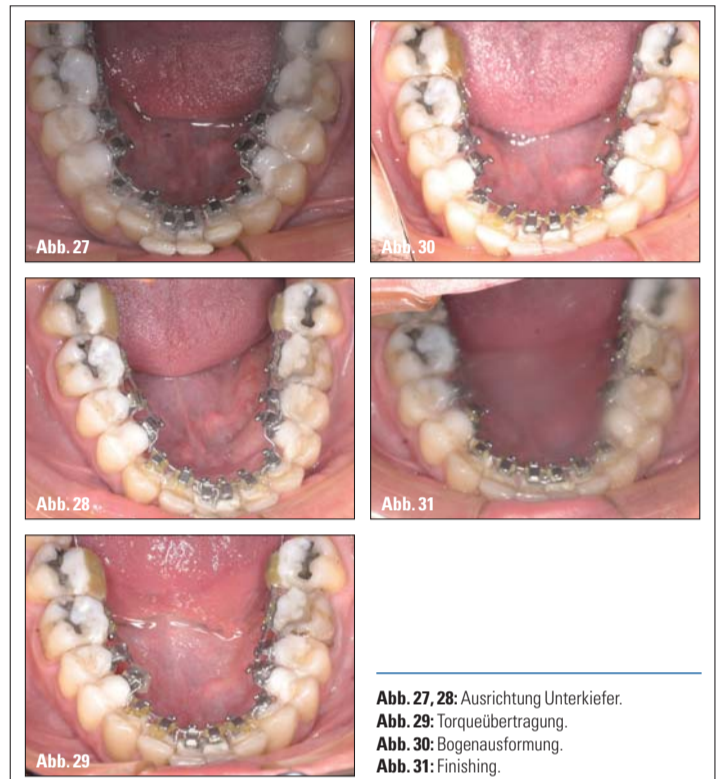 Abb. 27
Abb. 30
Abb. 28
Abb. 31
Abb. 29
Abb. 27, 28: Ausrichtung Unterkiefer.
Abb. 29: Torqueübertragung.
Abb. 30: Bogenausformung.
Abb. 31: Finishing.